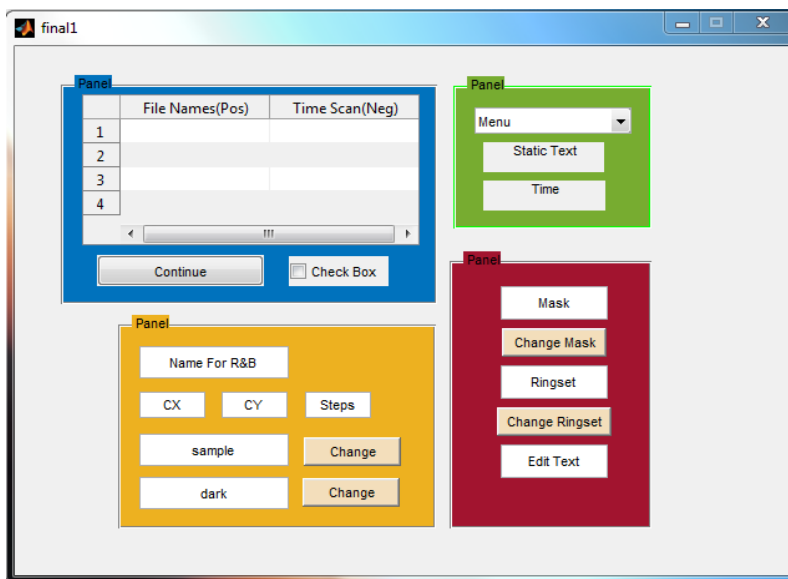 final1
Panel
File Names(Pos) Time Scan(Neg)
1
2
3
4
Continue
Check Box
Panel
Menu
Static Text
Time
Panel
Name For R&B
CX CY Steps
sample Change
dark Change
Panel
Mask
Change Mask
Ringset
Change Ringset
Edit Text